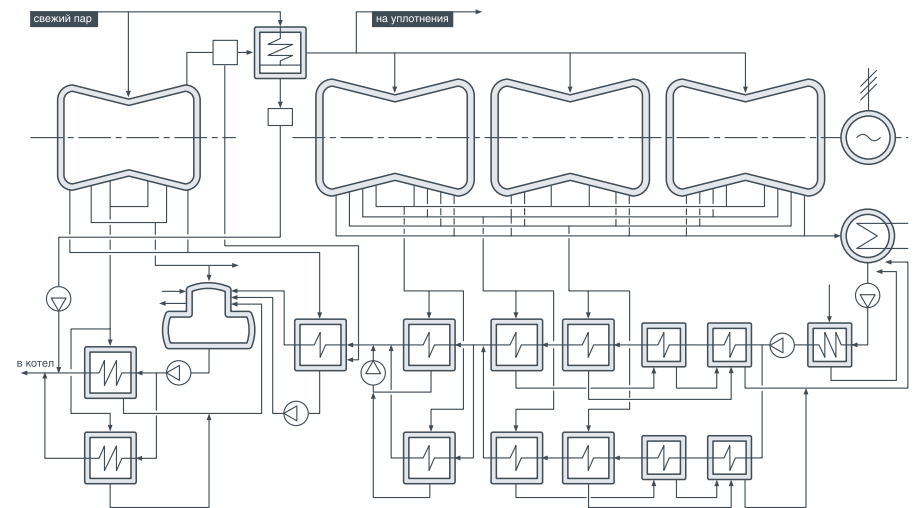 свежий пар
на уплотнения
в котел